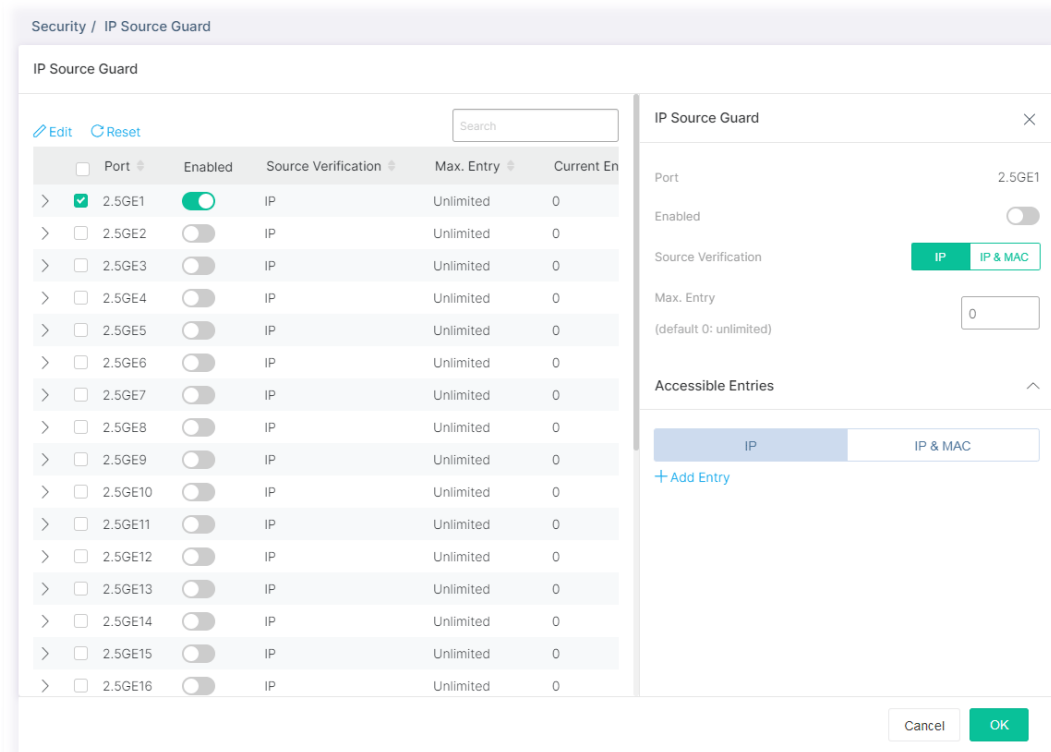 Security / IP Source Guard
IP Source Guard
Edit Reset Search
Port Enabled Source Verification Max. Entry Current En
2.5GE1 IP Unlimited 0
2.5GE2 IP Unlimited 0
2.5GE3 IP Unlimited 0
2.5GE4 IP Unlimited 0
2.5GE5 IP Unlimited 0
2.5GE6 IP Unlimited 0
2.5GE7 IP Unlimited 0
2.5GE8 IP Unlimited 0
2.5GE9 IP Unlimited 0
2.5GE10 IP Unlimited 0
2.5GE11 IP Unlimited 0
2.5GE12 IP Unlimited 0
2.5GE13 IP Unlimited 0
2.5GE14 IP Unlimited 0
2.5GE15 IP Unlimited 0
2.5GE16 IP Unlimited 0
IP Source Guard
Port 2.5GE1
Enabled
Source Verification IP IP & MAC
Max. Entry
(default 0: unlimited) 0
Accessible Entries
IP IP & MAC
+ Add Entry
Cancel OK